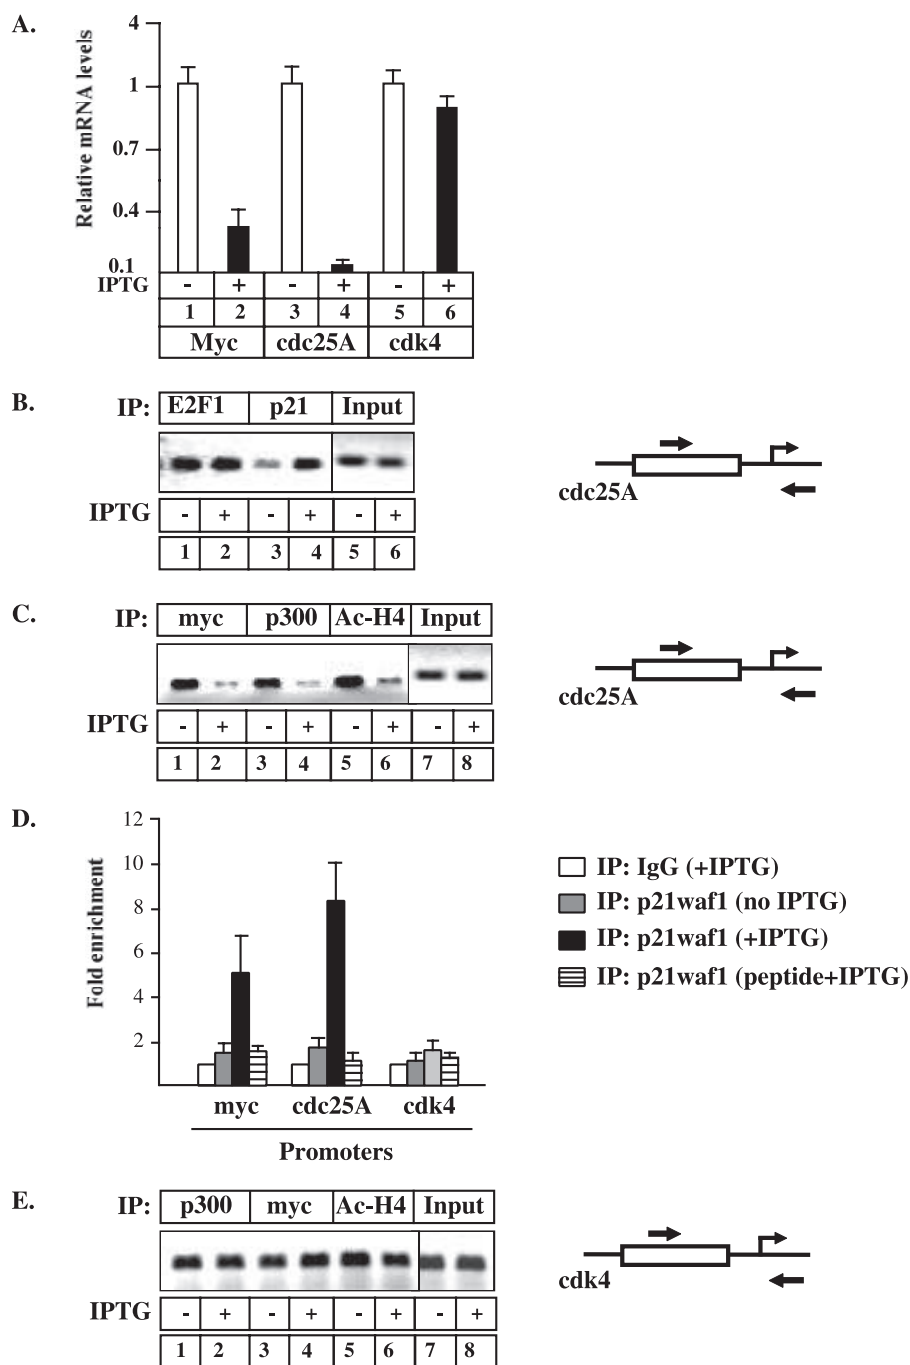 A.
Relative mRNA levels
4
1
0.7
0.4
0.1
IPTG - + - + - +
1 2 3 4 5 6
Myc cdc25A cdk4
B.
IP: E2F1 p21 Input
IPTG - + - + - +
1 2 3 4 5 6
cdc25A
C.
IP: myc p300 Ac-H4 Input
IPTG - + - + - + - +
1 2 3 4 5 6 7 8
cdc25A
D.
Fold enrichment
12
10
8
6
4
2
myc cdc25A cdk4
Promoters
IP: IgG (+IPTG)
IP: p21waf1 (no IPTG)
IP: p21waf1 (+IPTG)
IP: p21waf1 (peptide+IPTG)
E.
IP: p300 myc Ac-H4 Input
IPTG - + - + - + - +
1 2 3 4 5 6 7 8
cdk4